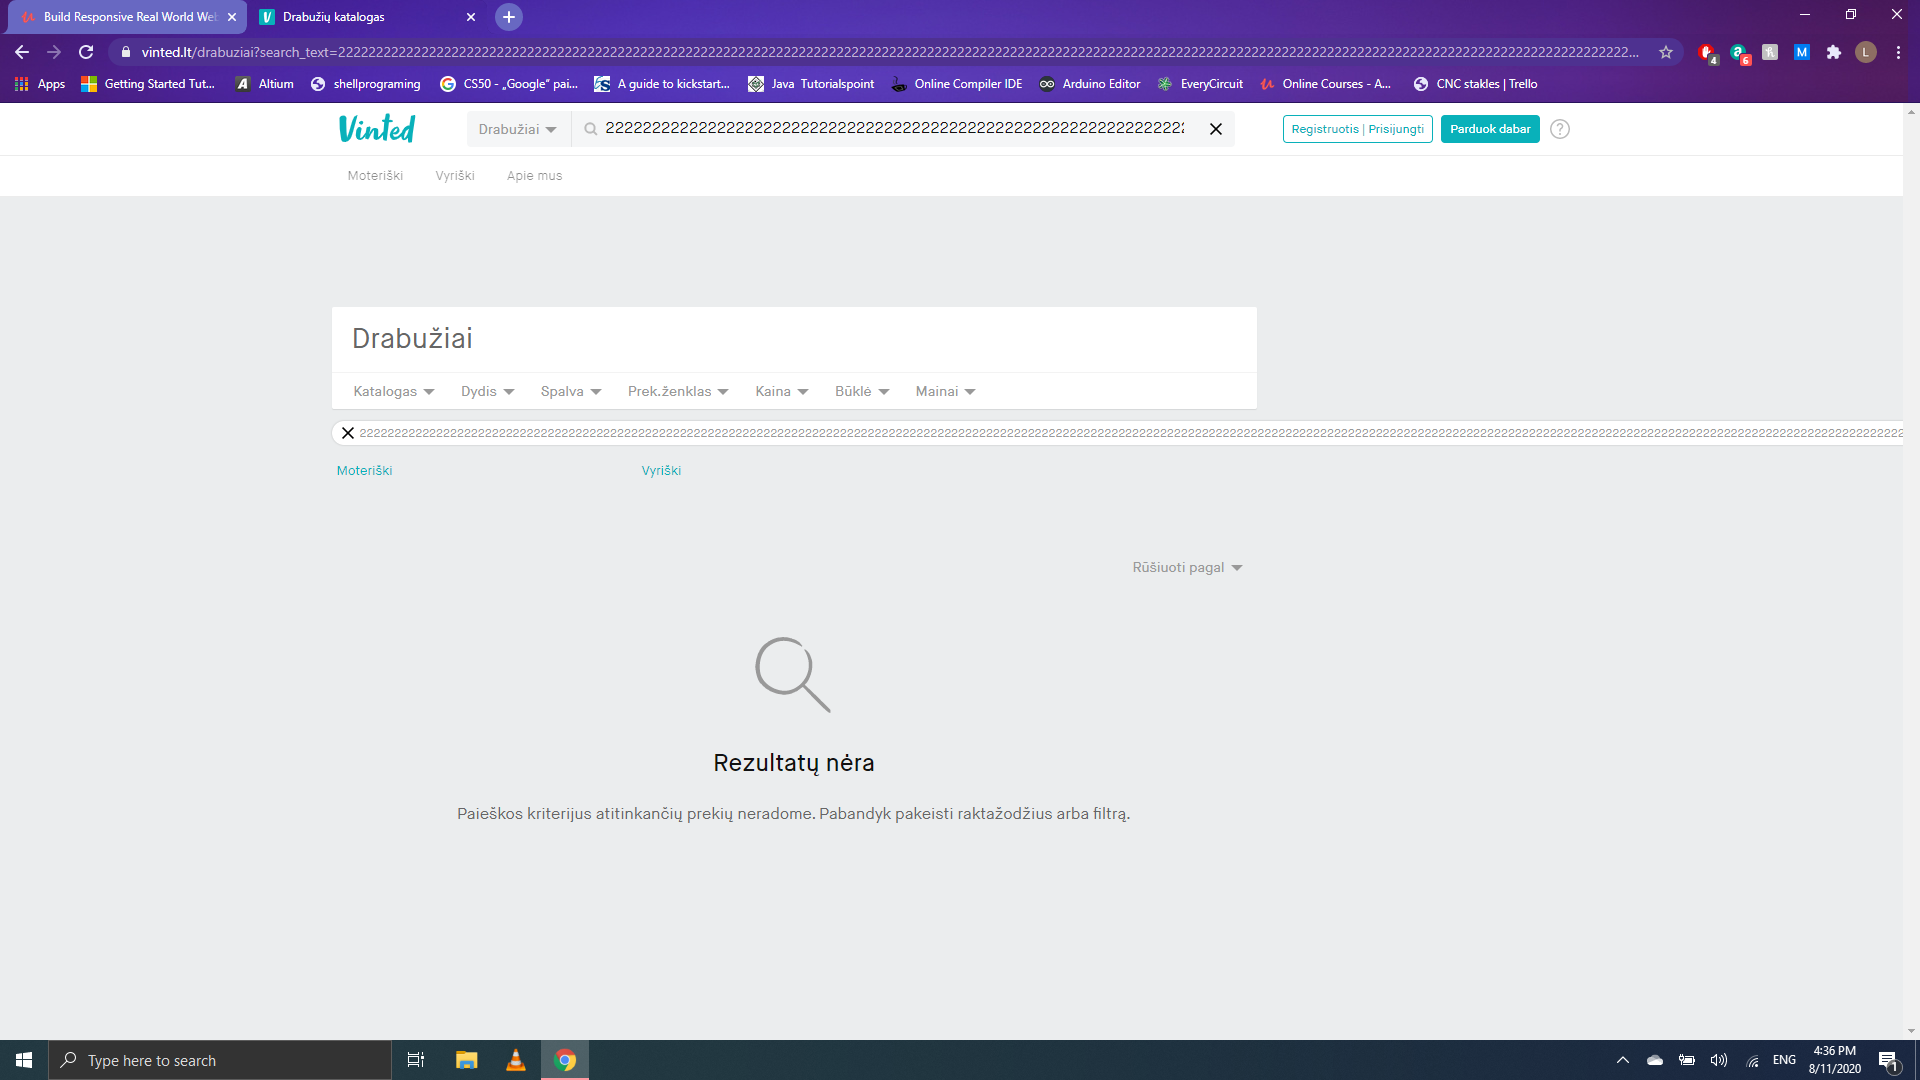 Build Responsive Real World Web
Drabužių katalogas
vinted.lt/drabuziai?search_text=
Apps
Getting Started Tut...
Altium
shellprograming
CS50 - „Google“ pai...
A guide to kickstart...
Java Tutorialspoint
Online Compiler IDE
Arduino Editor
EveryCircuit
Online Courses - A...
CNC stakles | Trello
4
6
M
L
Vinted
Drabužiai
Registruotis | Prisijungti
Parduok dabar
?
Moteriški
Vyriški
Apie mus
Drabužiai
Katalogas
Dydis
Spalva
Prek.ženklas
Kaina
Būklė
Mainai
Moteriški
Vyriški
Rūšiuoti pagal
Rezultatų nėra
Paieškos kriterijus atitinkančių prekių neradome. Pabandyk pakeisti raktažodžius arba filtrą.
Type here to search
ENG
4:36 PM
8/11/2020
1